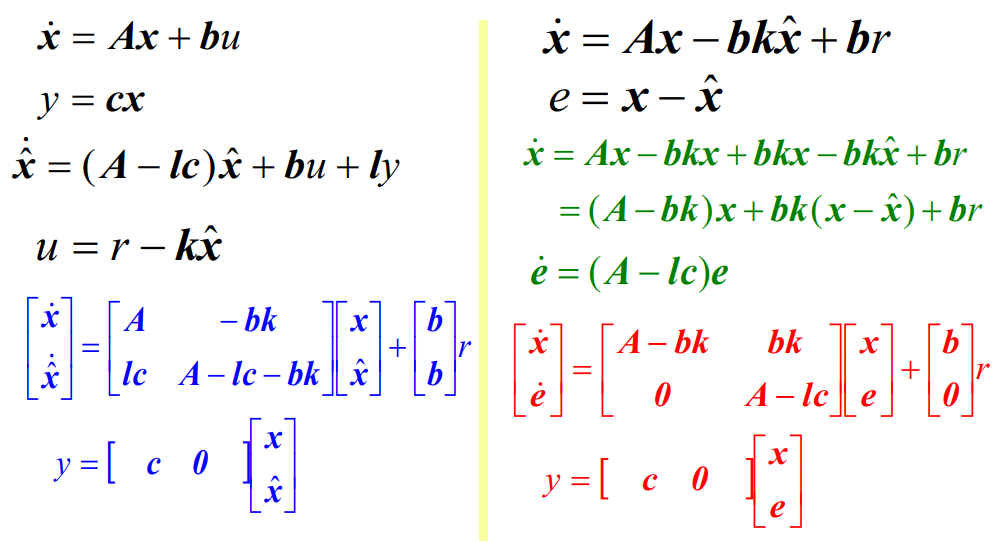 ẋ = Ax + bu
y = cx
x̂̇ = (A − lc)x̂ + bu + ly
u = r − kx̂
[ẋ; x̂̇] = [A −bk; lc A − lc − bk][x; x̂] + [b; b]r
y = [c 0][x; x̂]
ẋ = Ax − bkx̂ + br
e = x − x̂
ẋ = Ax − bkx + bkx − bkx̂ + br
= (A − bk)x + bk(x − x̂) + br
ė = (A − lc)e
[ẋ; ė] = [A − bk bk; 0 A − lc][x; e] + [b; 0]r
y = [c 0][x; e]